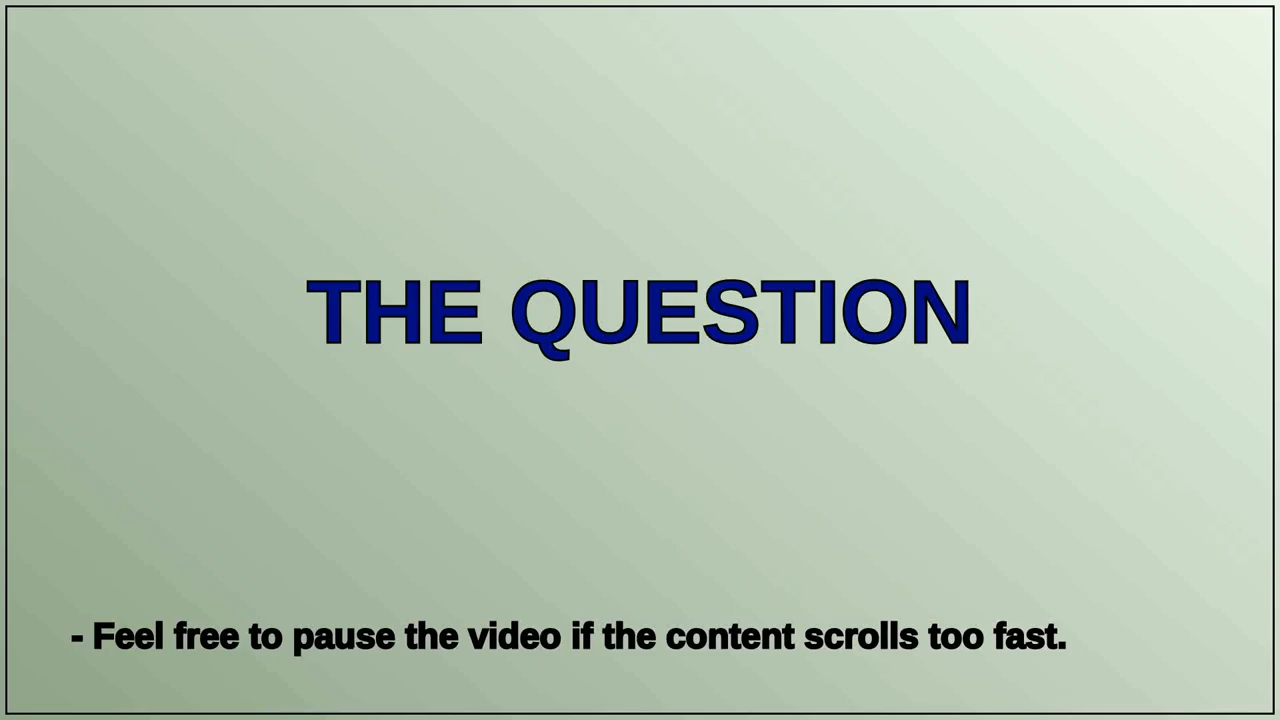 THE QUESTION
- Feel free to pause the video if the content scrolls too fast.